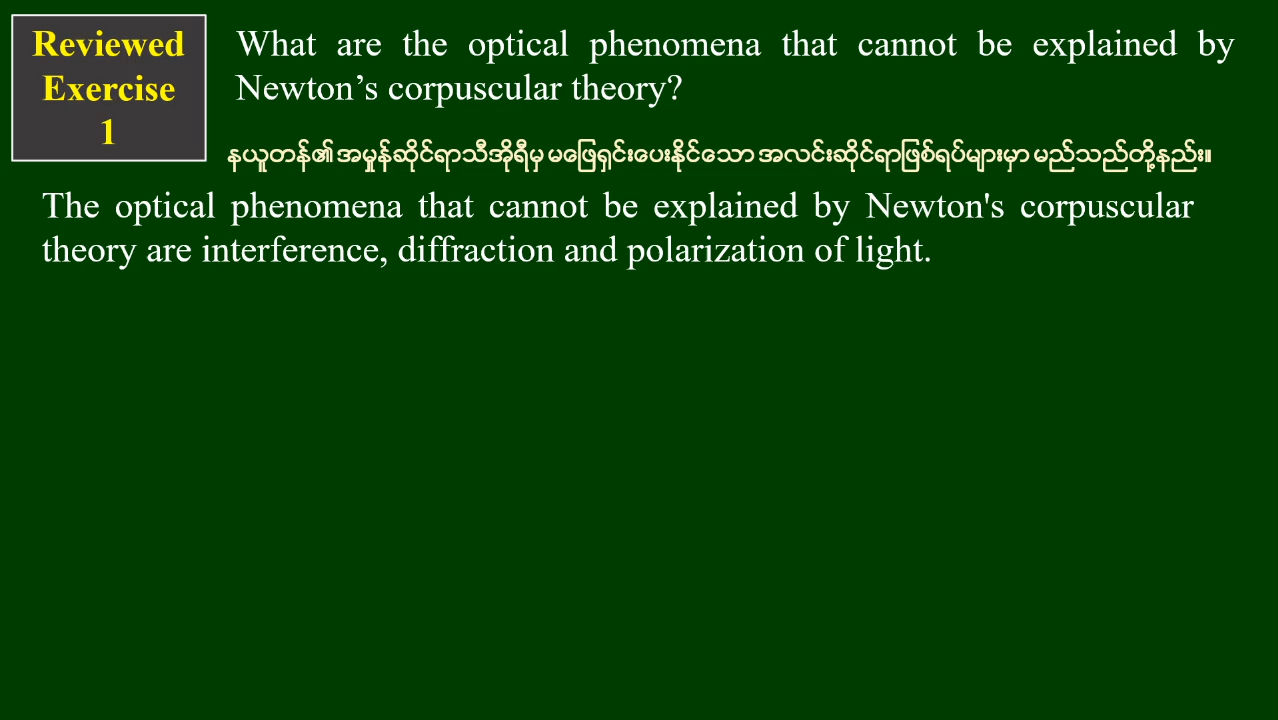 Reviewed
Exercise
1
What are the optical phenomena that cannot be explained by
Newton’s corpuscular theory?
နယူတန်၏ အမှုန်ဆိုင်ရာသီအိုရီမှ မဖြေရှင်းပေးနိုင်သော အလင်းဆိုင်ရာဖြစ်ရပ်များမှာ မည်သည်တို့နည်း။
The optical phenomena that cannot be explained by Newton's corpuscular
theory are interference, diffraction and polarization of light.